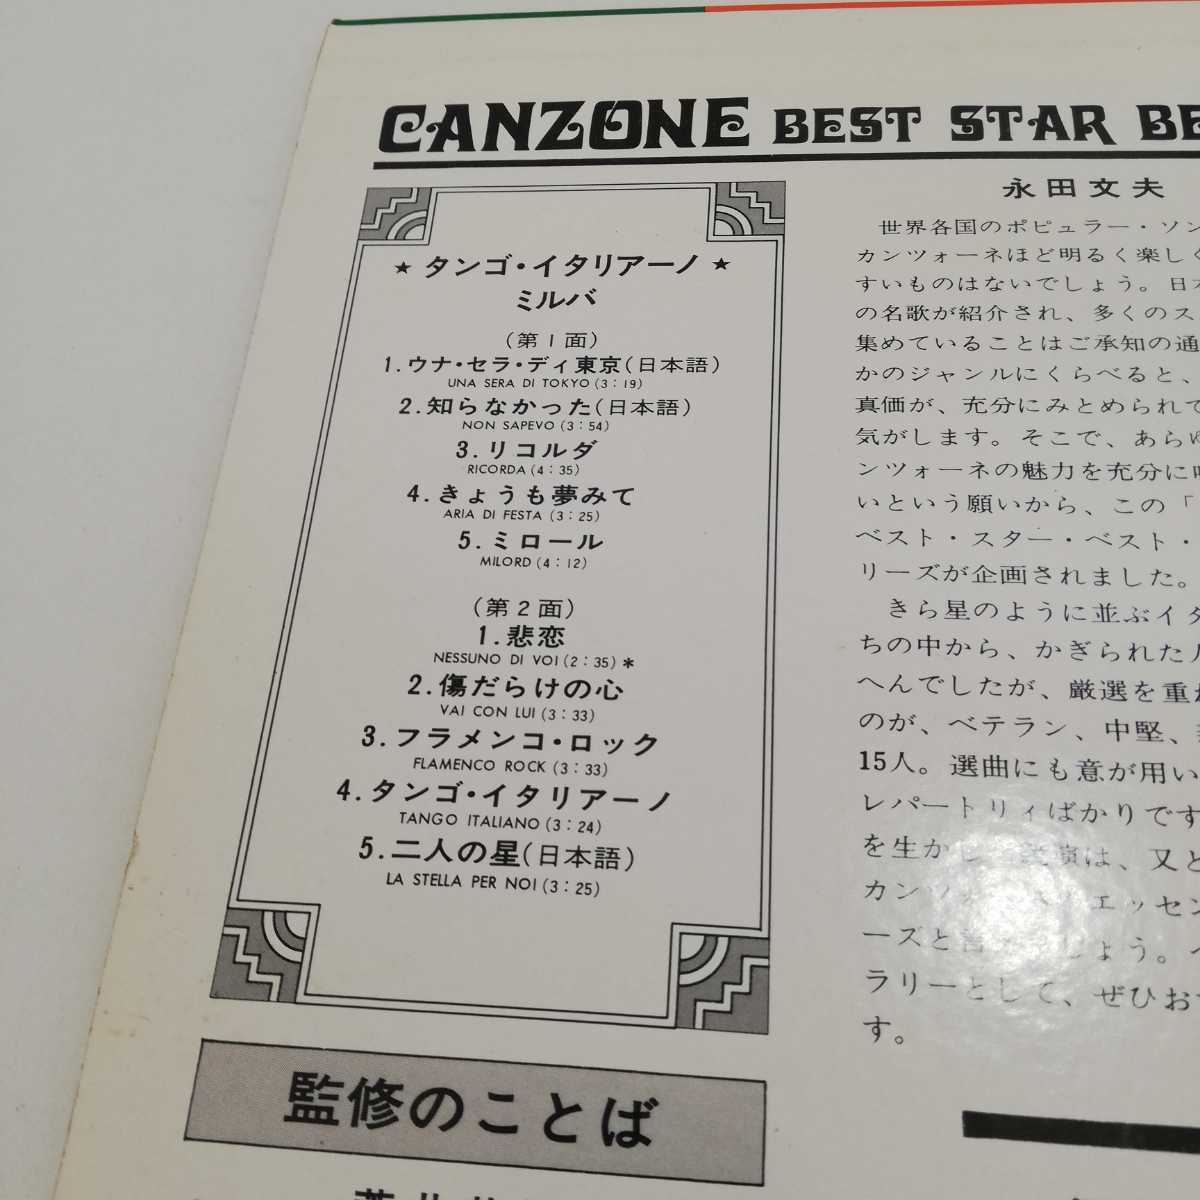 CANZONE BEST STAR BE
★ タンゴ・イタリアーノ ★
ミルバ
(第1面)
1.ウナ・セラ・ディ東京(日本語)
UNA SERA DI TOKYO(3:19)
2.知らなかった(日本語)
NON SAPEVO(3:54)
3.リコルダ
RICORDA(4:35)
4.きょうも夢みて
ARIA DI FESTA(3:25)
5.ミロール
MILORD(4:12)
(第2面)
1.悲恋
NESSUNO DI VOI(2:35)*
2.傷だらけの心
VAI CON LUI(3:33)
3.フラメンコ・ロック
FLAMENCO ROCK(3:33)
4.タンゴ・イタリアーノ
TANGO ITALIANO(3:24)
5.二人の星(日本語)
LA STELLA PER NOI(3:25)
監修のことば
永田文夫
世界各国のポピュラー・ソン
カンツォーネほど明るく楽しく
すいものはないでしょう。日本
の名歌が紹介され、多くのス
集めていることはご承知の通
かのジャンルにくらべると、
真価が、充分にみとめられて
気がします。そこで、あらゆ
ンツォーネの魅力を充分に
いという願いから、この「
ベスト・スター・ベスト・
リーズが企画されました。
きら星のように並ぶイタ
ちの中から、かぎられた人
へんでしたが、厳選を重ね
のが、ベテラン、中堅、
15人。選曲にも意が用い
レパートリィばかりです
を生かし 演は、又と
カン エッセン
ーズと言 しょう。
ラリーとして、ぜひお
す。